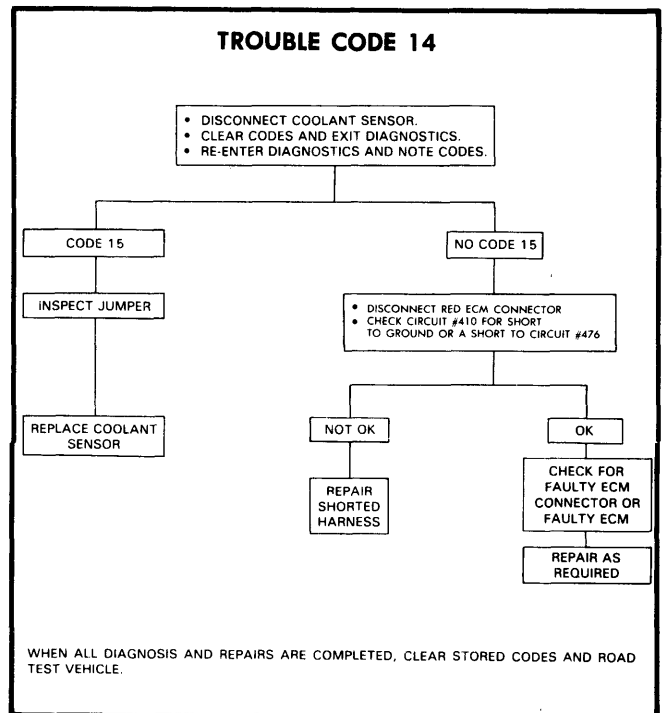 TROUBLE CODE 14
• DISCONNECT COOLANT SENSOR.
• CLEAR CODES AND EXIT DIAGNOSTICS.
• RE-ENTER DIAGNOSTICS AND NOTE CODES.
CODE 15
NO CODE 15
INSPECT JUMPER
• DISCONNECT RED ECM CONNECTOR
• CHECK CIRCUIT #410 FOR SHORT
TO GROUND OR A SHORT TO CIRCUIT #476
REPLACE COOLANT
SENSOR
NOT OK
OK
REPAIR
SHORTED
HARNESS
CHECK FOR
FAULTY ECM
CONNECTOR OR
FAULTY ECM
REPAIR AS
REQUIRED
WHEN ALL DIAGNOSIS AND REPAIRS ARE COMPLETED, CLEAR STORED CODES AND ROAD
TEST VEHICLE.